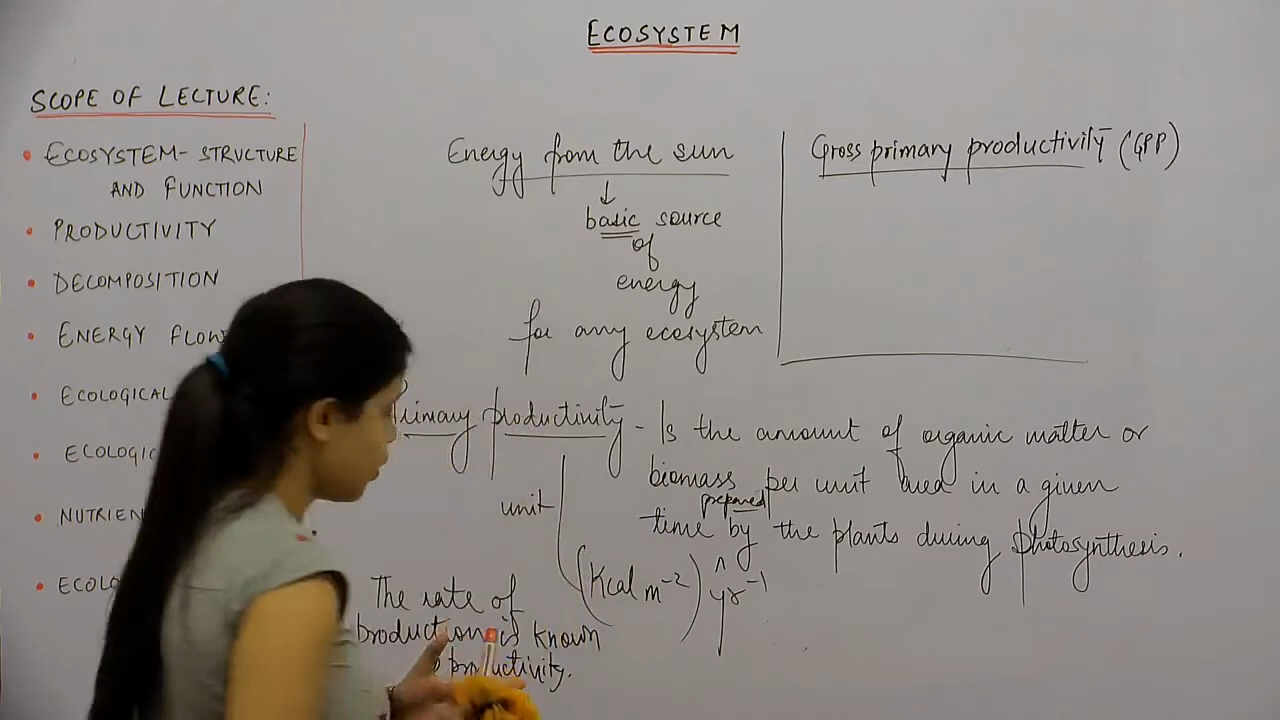 ECOSYSTEM
SCOPE OF LECTURE:
• ECOSYSTEM- STRUCTURE
AND FUNCTION
• PRODUCTIVITY
• DECOMPOSITION
• ENERGY FLOW
• ECOLOGICAL
Energy from the sun
↓
basic source
of
energy
for any ecosystem
Gross primary productivity (GPP)
Primary productivity - Is the amount of organic matter or
biomass per unit area in a given
prepared
time by the plants during photosynthesis.
unit
(Kcal m⁻²) yr⁻¹
The rate of
production is known
productivity.